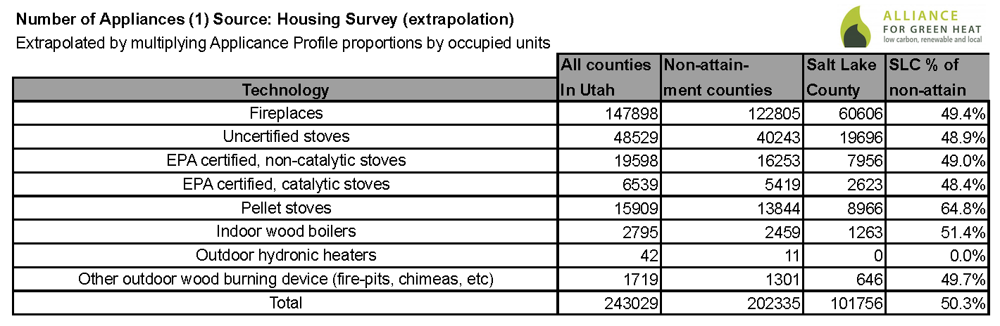 Number of Appliances (1) Source: Housing Survey (extrapolation)
Extrapolated by multiplying Applicance Profile proportions by occupied units
ALLIANCE
FOR GREEN HEAT
low carbon, renewable and local
Technology All counties In Utah Non-attain-ment counties Salt Lake County SLC % of non-attain
Fireplaces 147898 122805 60606 49.4%
Uncertified stoves 48529 40243 19696 48.9%
EPA certified, non-catalytic stoves 19598 16253 7956 49.0%
EPA certified, catalytic stoves 6539 5419 2623 48.4%
Pellet stoves 15909 13844 8966 64.8%
Indoor wood boilers 2795 2459 1263 51.4%
Outdoor hydronic heaters 42 11 0 0.0%
Other outdoor wood burning device (fire-pits, chimeas, etc) 1719 1301 646 49.7%
Total 243029 202335 101756 50.3%